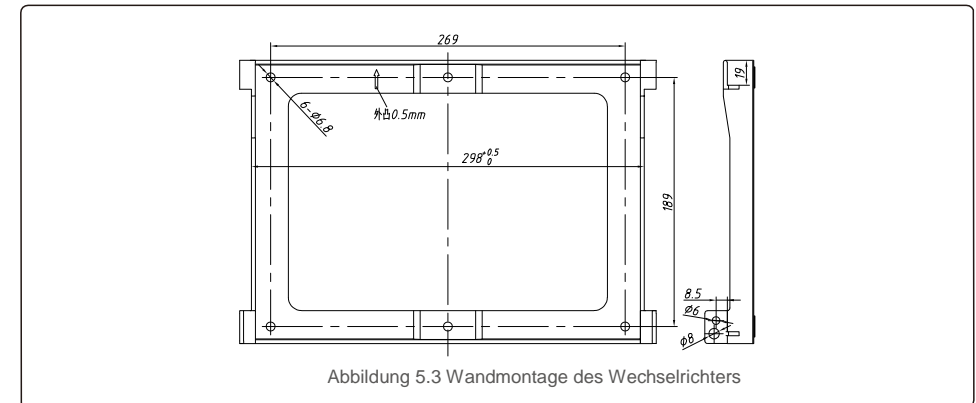 269
19
6-Ø6.8
外凸0.5mm
298 +0.5 0
189
8.5
Ø6
Ø8
Abbildung 5.3 Wandmontage des Wechselrichters